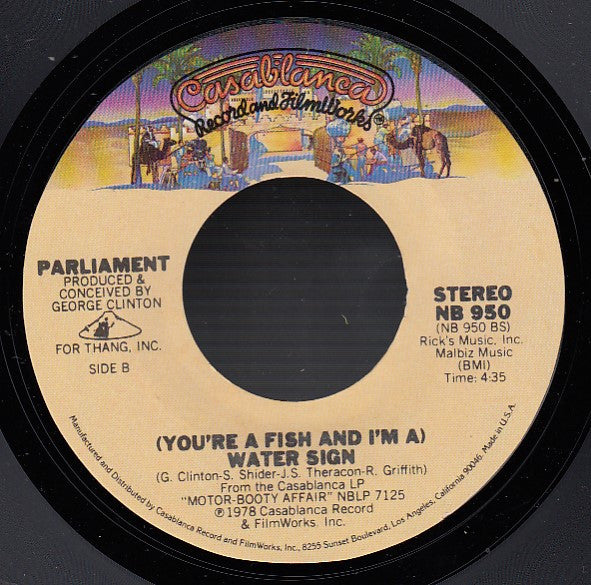 Casablanca
Record and FilmWorks®
PARLIAMENT
PRODUCED &
CONCEIVED BY
GEORGE CLINTON
FOR THANG, INC.
SIDE B
STEREO
NB 950
(NB 950 BS)
Rick's Music, Inc.
Malbiz Music
(BMI)
Time: 4:35
(YOU'RE A FISH AND I'M A)
WATER SIGN
(G. Clinton-S. Shider-J.S. Theracon-R. Griffith)
From the Casablanca LP
"MOTOR-BOOTY AFFAIR" NBLP 7125
℗1978 Casablanca Record
& FilmWorks, Inc.
Manufactured and Distributed by Casablanca Record and FilmWorks, Inc., 8255 Sunset Boulevard, Los Angeles, California 90046. Made in U.S.A.